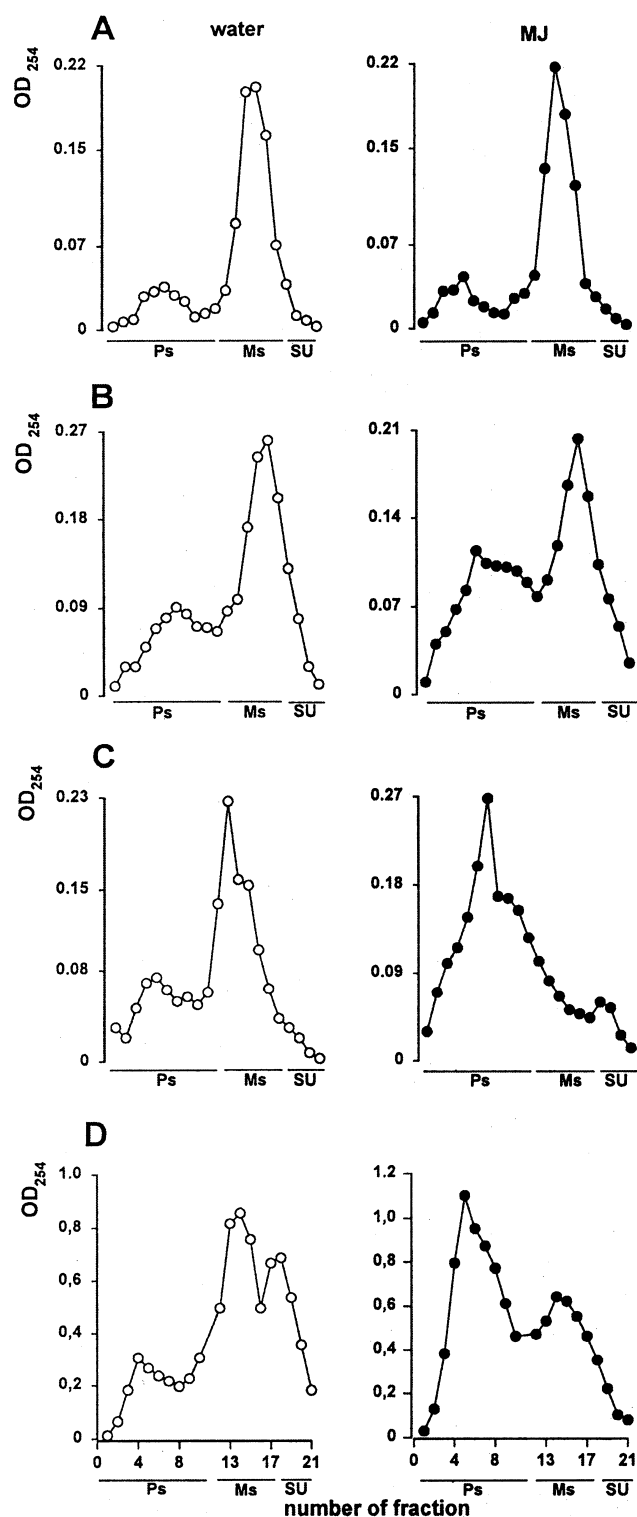 A
water
MJ
OD254
0.22
0.15
0.07
0
Ps Ms SU
0.22
0.15
0.07
0
Ps Ms SU
B
OD254
0.27
0.18
0.09
0
Ps Ms SU
0.21
0.14
0.07
0
Ps Ms SU
C
OD254
0.23
0.15
0.08
0
Ps Ms SU
0.27
0.18
0.09
0
Ps Ms SU
D
OD254
1,0
0,8
0,6
0,4
0,2
0
0 4 8 13 17 21
Ps Ms SU
1,2
1,0
0,8
0,6
0,4
0,2
0
0 4 8 13 17 21
Ps Ms SU
number of fraction